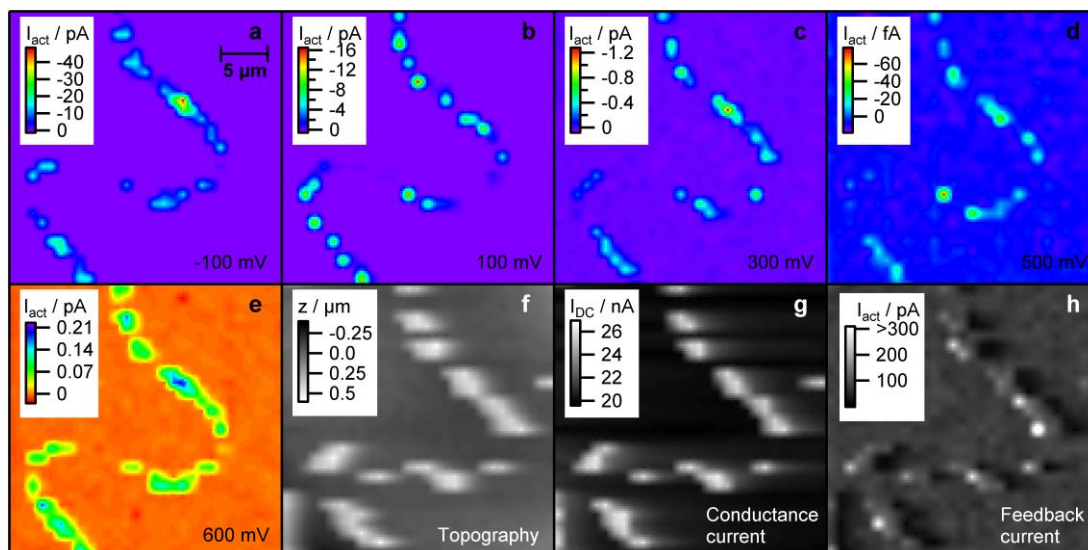 I_act / pA
-40
-30
-20
-10
0
a
5 µm
-100 mV
I_act / pA
-16
-12
-8
-4
0
b
100 mV
I_act / pA
-1.2
-0.8
-0.4
0
c
300 mV
I_act / fA
-60
-40
-20
0
d
500 mV
I_act / pA
0.21
0.14
0.07
0
e
600 mV
z / µm
-0.25
0.0
0.25
0.5
f
Topography
I_DC / nA
26
24
22
20
g
Conductance
current
I_act / pA
>300
200
100
h
Feedback
current